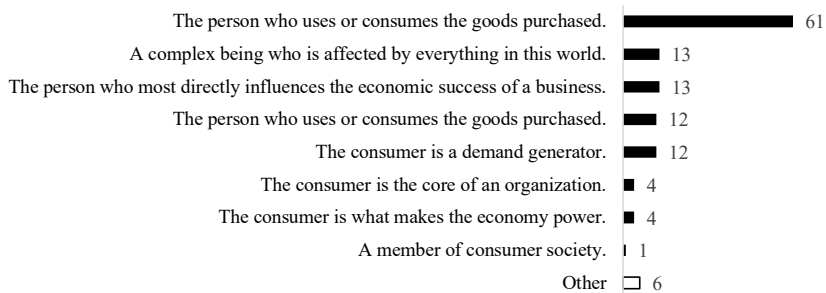 The person who uses or consumes the goods purchased. 61
A complex being who is affected by everything in this world. 13
The person who most directly influences the economic success of a business. 13
The person who uses or consumes the goods purchased. 12
The consumer is a demand generator. 12
The consumer is the core of an organization. 4
The consumer is what makes the economy power. 4
A member of consumer society. 1
Other 6